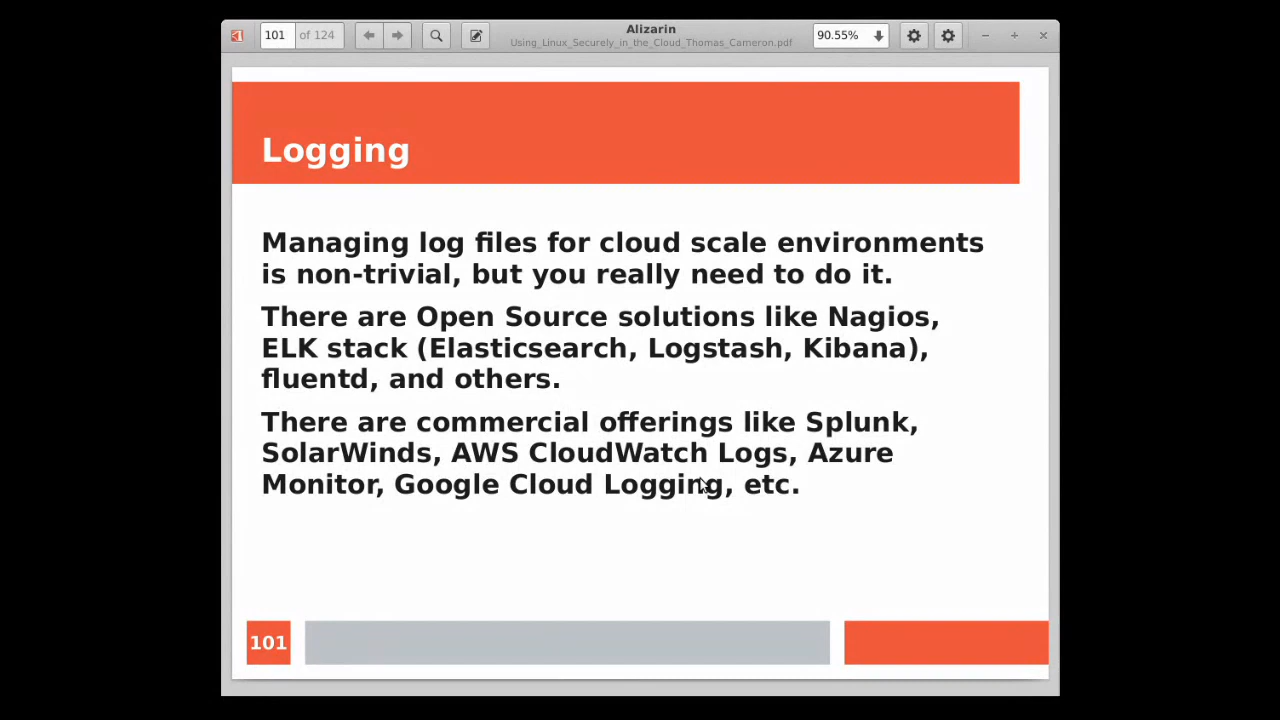 101 of 124
Alizarin
Using_Linux_Securely_in_the_Cloud_Thomas_Cameron.pdf
90.55%
Logging
Managing log files for cloud scale environments
is non-trivial, but you really need to do it.
There are Open Source solutions like Nagios,
ELK stack (Elasticsearch, Logstash, Kibana),
fluentd, and others.
There are commercial offerings like Splunk,
SolarWinds, AWS CloudWatch Logs, Azure
Monitor, Google Cloud Logging, etc.
101